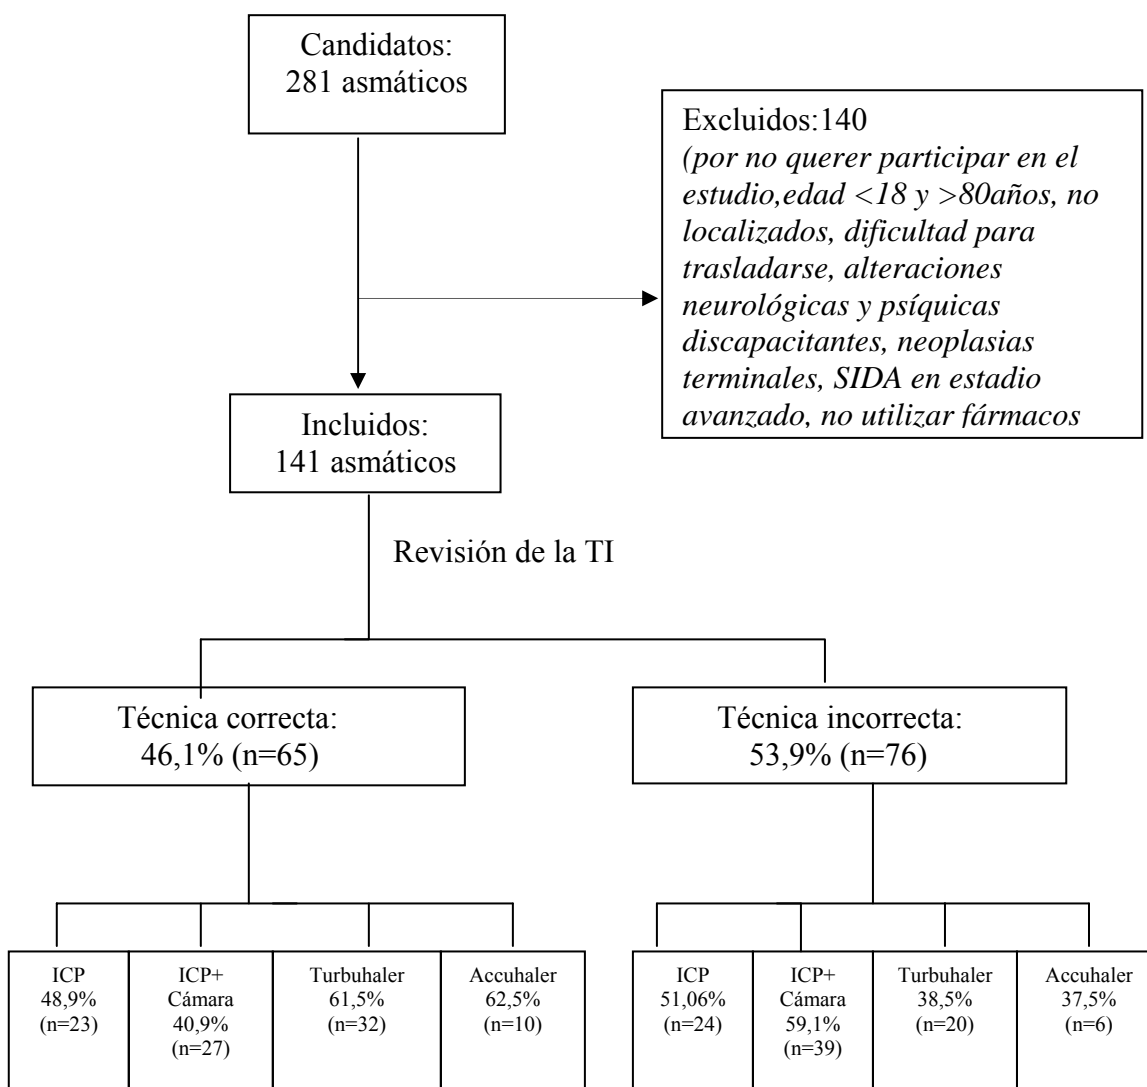 Candidatos:
281 asmáticos
Excluidos:140
(por no querer participar en el
estudio,edad <18 y >80años, no
localizados, dificultad para
trasladarse, alteraciones
neurológicas y psíquicas
discapacitantes, neoplasias
terminales, SIDA en estadio
avanzado, no utilizar fármacos
Incluidos:
141 asmáticos
Revisión de la TI
Técnica correcta:
46,1% (n=65)
Técnica incorrecta:
53,9% (n=76)
ICP
48,9%
(n=23)
ICP+
Cámara
40,9%
(n=27)
Turbuhaler
61,5%
(n=32)
Accuhaler
62,5%
(n=10)
ICP
51,06%
(n=24)
ICP+
Cámara
59,1%
(n=39)
Turbuhaler
38,5%
(n=20)
Accuhaler
37,5%
(n=6)